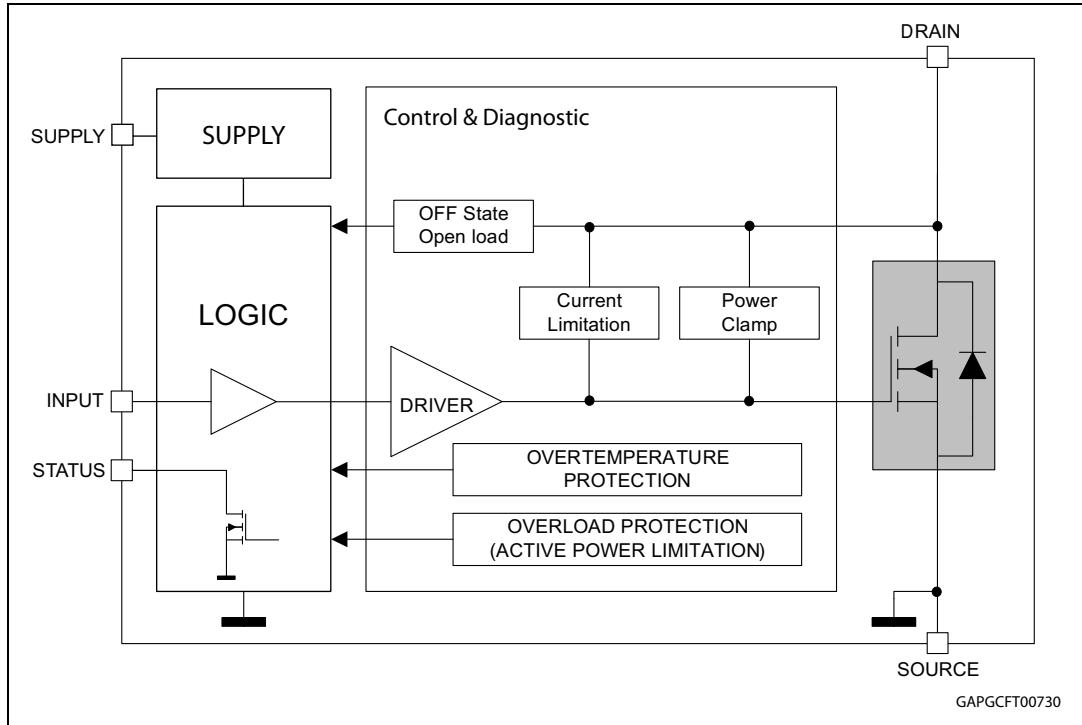 DRAIN
SUPPLY
SUPPLY
Control & Diagnostic
OFF State
Open load
LOGIC
Current
Limitation
Power
Clamp
INPUT
DRIVER
STATUS
OVERTEMPERATURE
PROTECTION
OVERLOAD PROTECTION
(ACTIVE POWER LIMITATION)
SOURCE
GAPGCFT00730